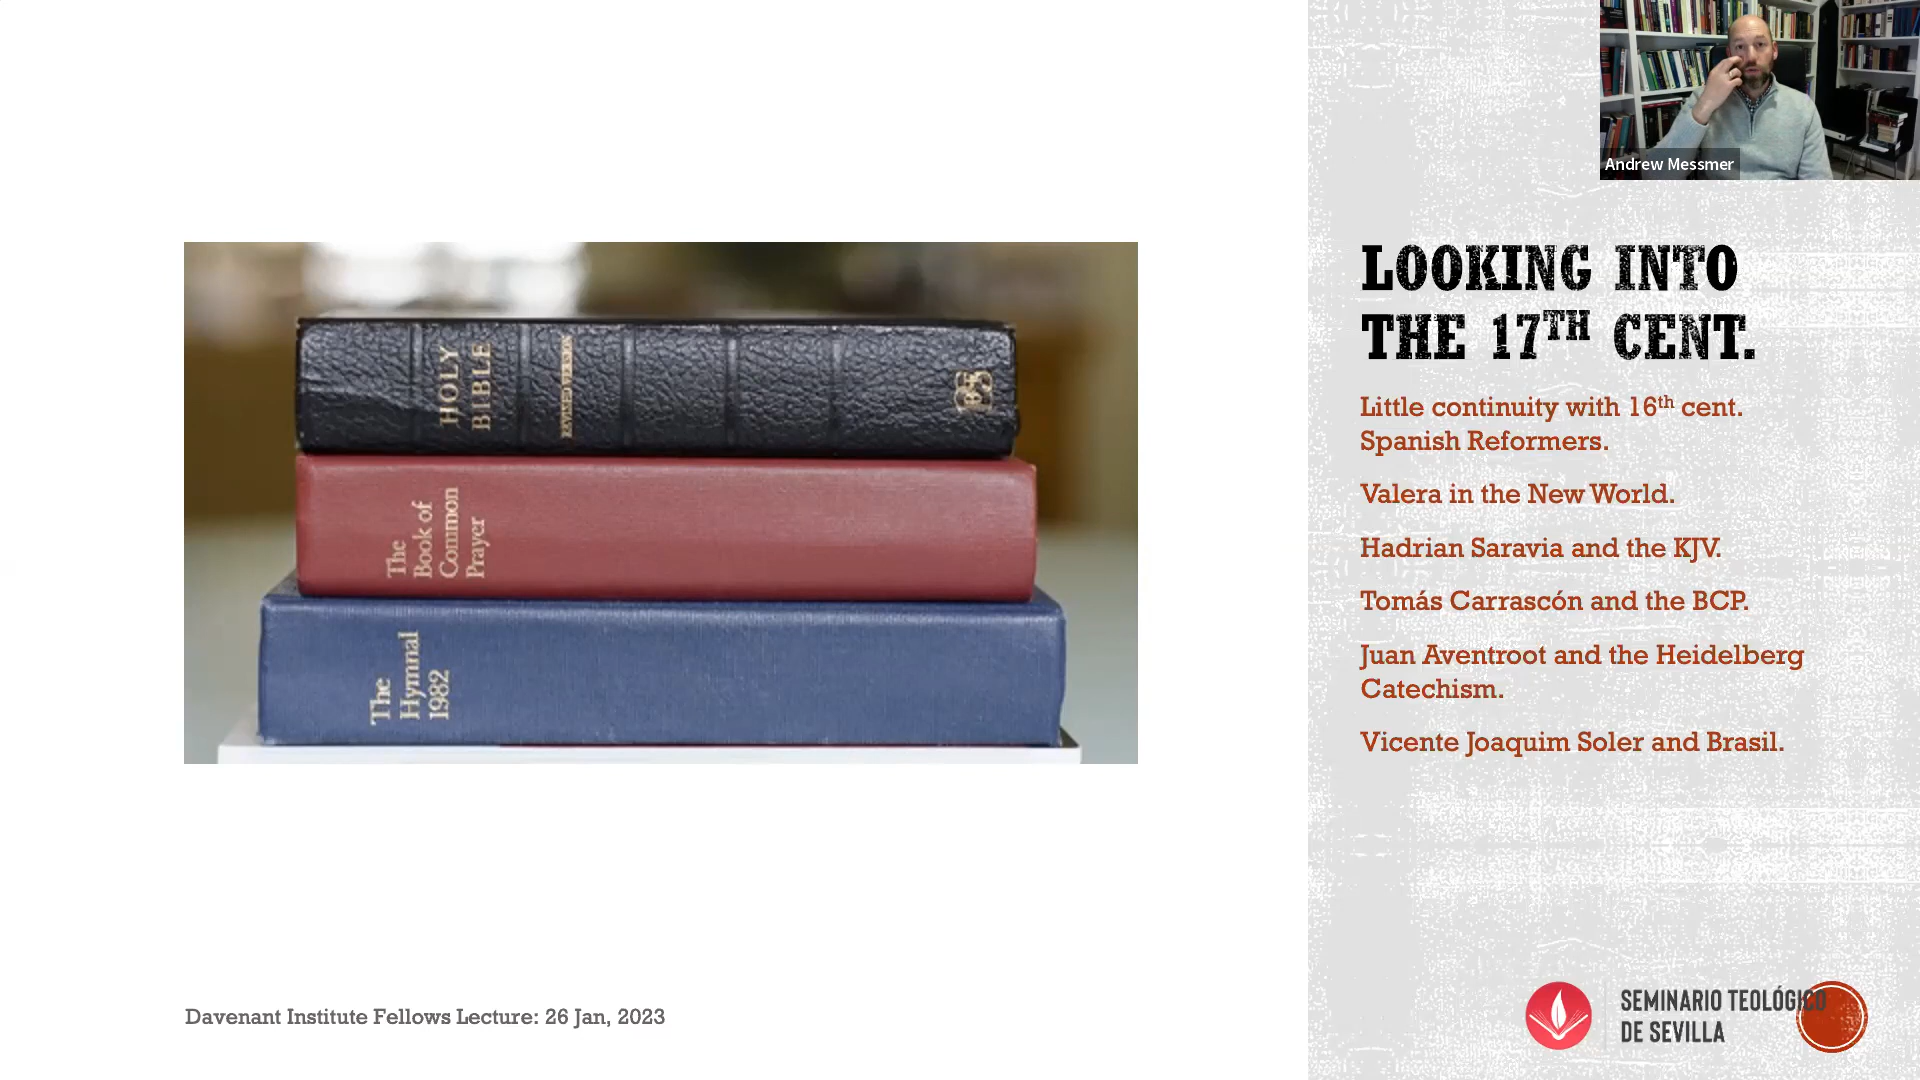 Andrew Messmer
HOLY
BIBLE
REVISED VERSION
The
Book of
Common
Prayer
The
Hymnal
1982
LOOKING INTO
THE 17TH CENT.
Little continuity with 16th cent.
Spanish Reformers.
Valera in the New World.
Hadrian Saravia and the KJV.
Tomás Carrascón and the BCP.
Juan Aventroot and the Heidelberg
Catechism.
Vicente Joaquim Soler and Brasil.
Davenant Institute Fellows Lecture: 26 Jan, 2023
SEMINARIO TEOLÓGICO
DE SEVILLA